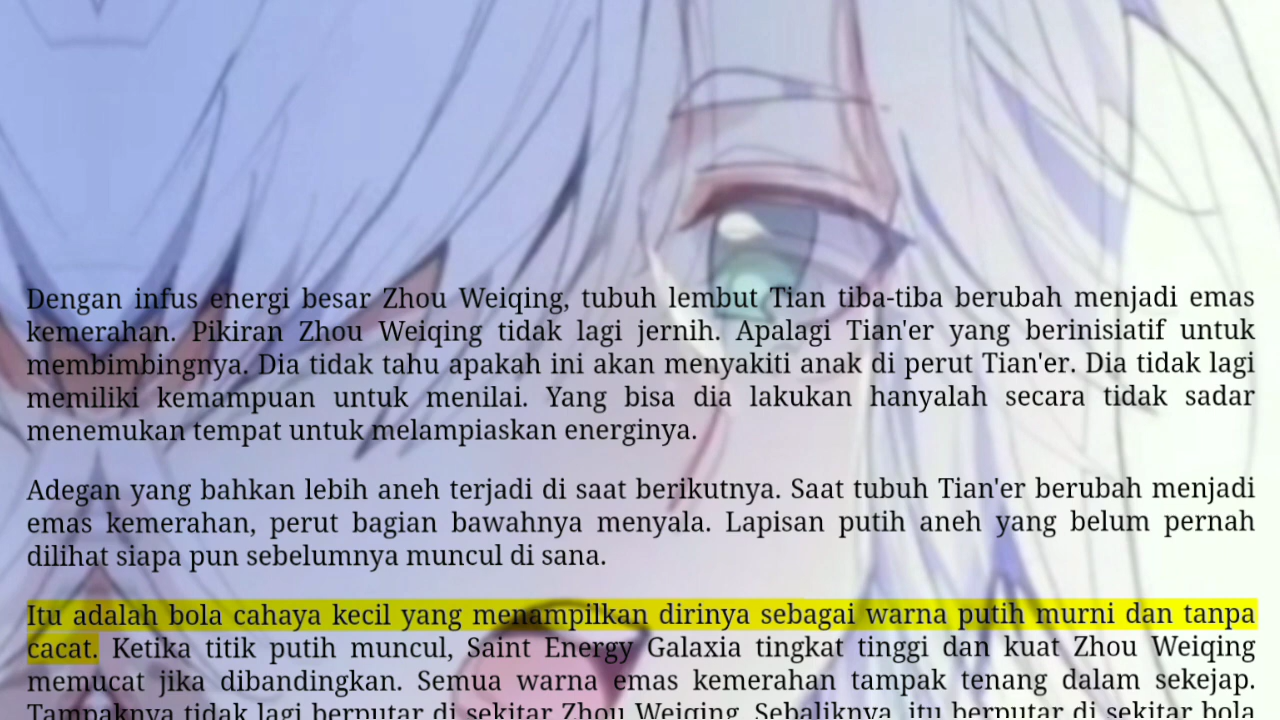 Dengan infus energi besar Zhou Weiqing, tubuh lembut Tian tiba-tiba berubah menjadi emas
kemerahan. Pikiran Zhou Weiqing tidak lagi jernih. Apalagi Tian'er yang berinisiatif untuk
membimbingnya. Dia tidak tahu apakah ini akan menyakiti anak di perut Tian'er. Dia tidak lagi
memiliki kemampuan untuk menilai. Yang bisa dia lakukan hanyalah secara tidak sadar
menemukan tempat untuk melampiaskan energinya.
Adegan yang bahkan lebih aneh terjadi di saat berikutnya. Saat tubuh Tian'er berubah menjadi
emas kemerahan, perut bagian bawahnya menyala. Lapisan putih aneh yang belum pernah
dilihat siapa pun sebelumnya muncul di sana.
Itu adalah bola cahaya kecil yang menampilkan dirinya sebagai warna putih murni dan tanpa
cacat. Ketika titik putih muncul, Saint Energy Galaxia tingkat tinggi dan kuat Zhou Weiqing
memucat jika dibandingkan. Semua warna emas kemerahan tampak tenang dalam sekejap.
Tampaknya tidak lagi berputar di sekitar Zhou Weiqing. Sebaliknya, itu berputar di sekitar bola